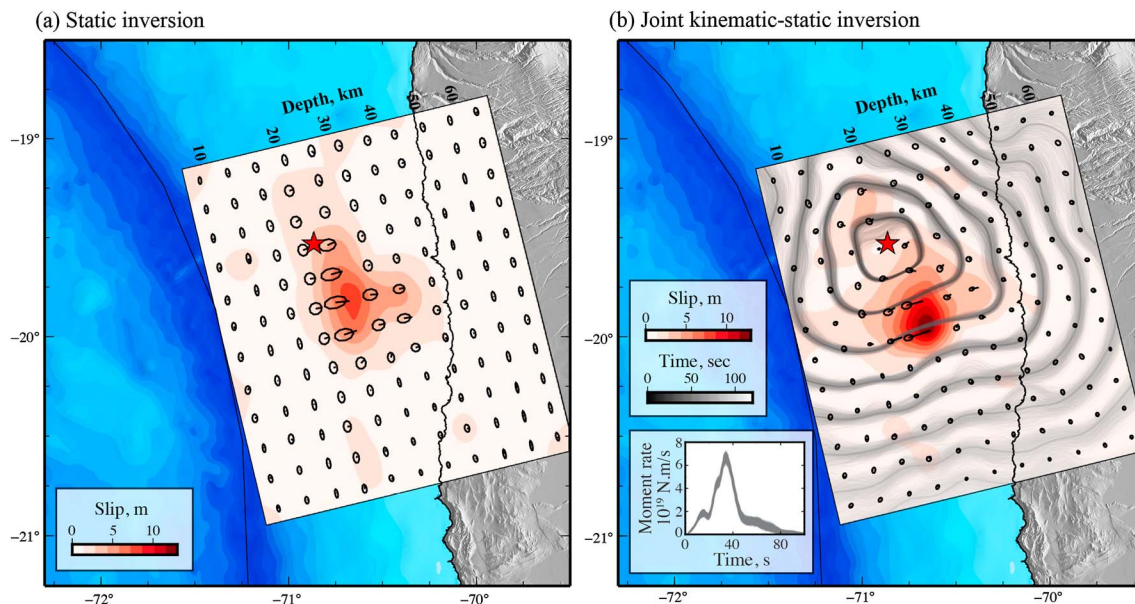 (a) Static inversion
Depth, km
10 20 30 40 50 60
−19°
−20°
−21°
Slip, m
0 5 10
−72° −71° −70°
(b) Joint kinematic-static inversion
Depth, km
10 20 30 40 50 60
−19°
−20°
−21°
Slip, m
0 5 10
Time, sec
0 50 100
Moment rate
10¹⁹ N.m/s
8
6
4
2
0
0 40 80
Time, s
−72° −71° −70°